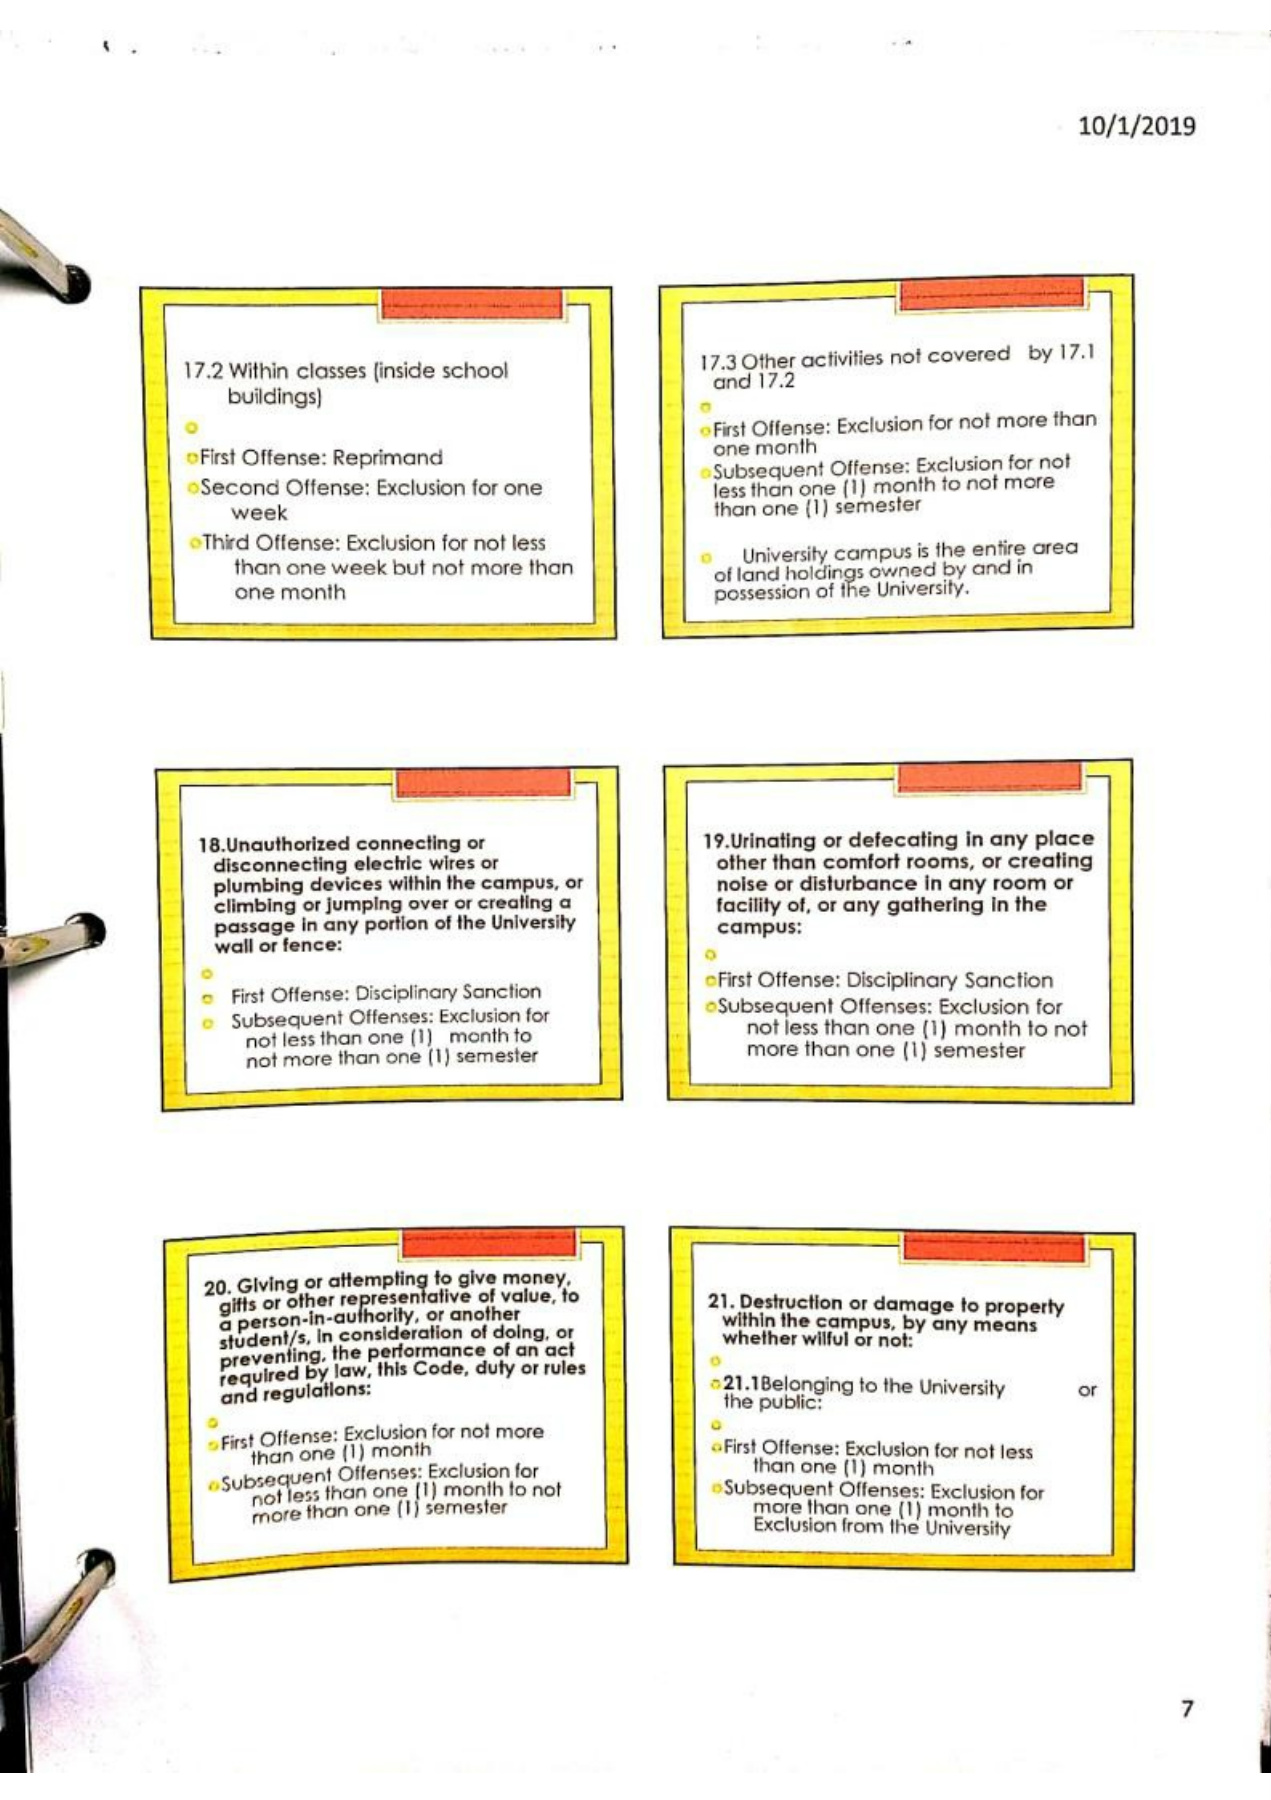 10/1/2019
17.2 Within classes (inside school
buildings)
First Offense: Reprimand
Second Offense: Exclusion for one
week
Third Offense: Exclusion for not less
than one week but not more than
one month
17.3 Other activities not covered by 17.1
and 17.2
First Offense: Exclusion for not more than
one month
Subsequent Offense: Exclusion for not
less than one (1) month to not more
than one (1) semester
University campus is the entire area
of land holdings owned by and in
possession of the University.
18.Unauthorized connecting or
disconnecting electric wires or
plumbing devices within the campus, or
climbing or jumping over or creating a
passage in any portion of the University
wall or fence:
First Offense: Disciplinary Sanction
Subsequent Offenses: Exclusion for
not less than one (1) month to
not more than one (1) semester
19.Urinating or defecating in any place
other than comfort rooms, or creating
noise or disturbance in any room or
facility of, or any gathering in the
campus:
First Offense: Disciplinary Sanction
Subsequent Offenses: Exclusion for
not less than one (1) month to not
more than one (1) semester
20. Giving or attempting to give money,
gifts or other representative of value, to
a person-in-authority, or another
student/s, in consideration of doing, or
preventing, the performance of an act
required by law, this Code, duty or rules
and regulations:
First Offense: Exclusion for not more
than one (1) month
Subsequent Offenses: Exclusion for
not less than one (1) month to not
more than one (1) semester
21. Destruction or damage to property
within the campus, by any means
whether wilful or not:
21.1Belonging to the University or
the public:
First Offense: Exclusion for not less
than one (1) month
Subsequent Offenses: Exclusion for
more than one (1) month to
Exclusion from the University
7